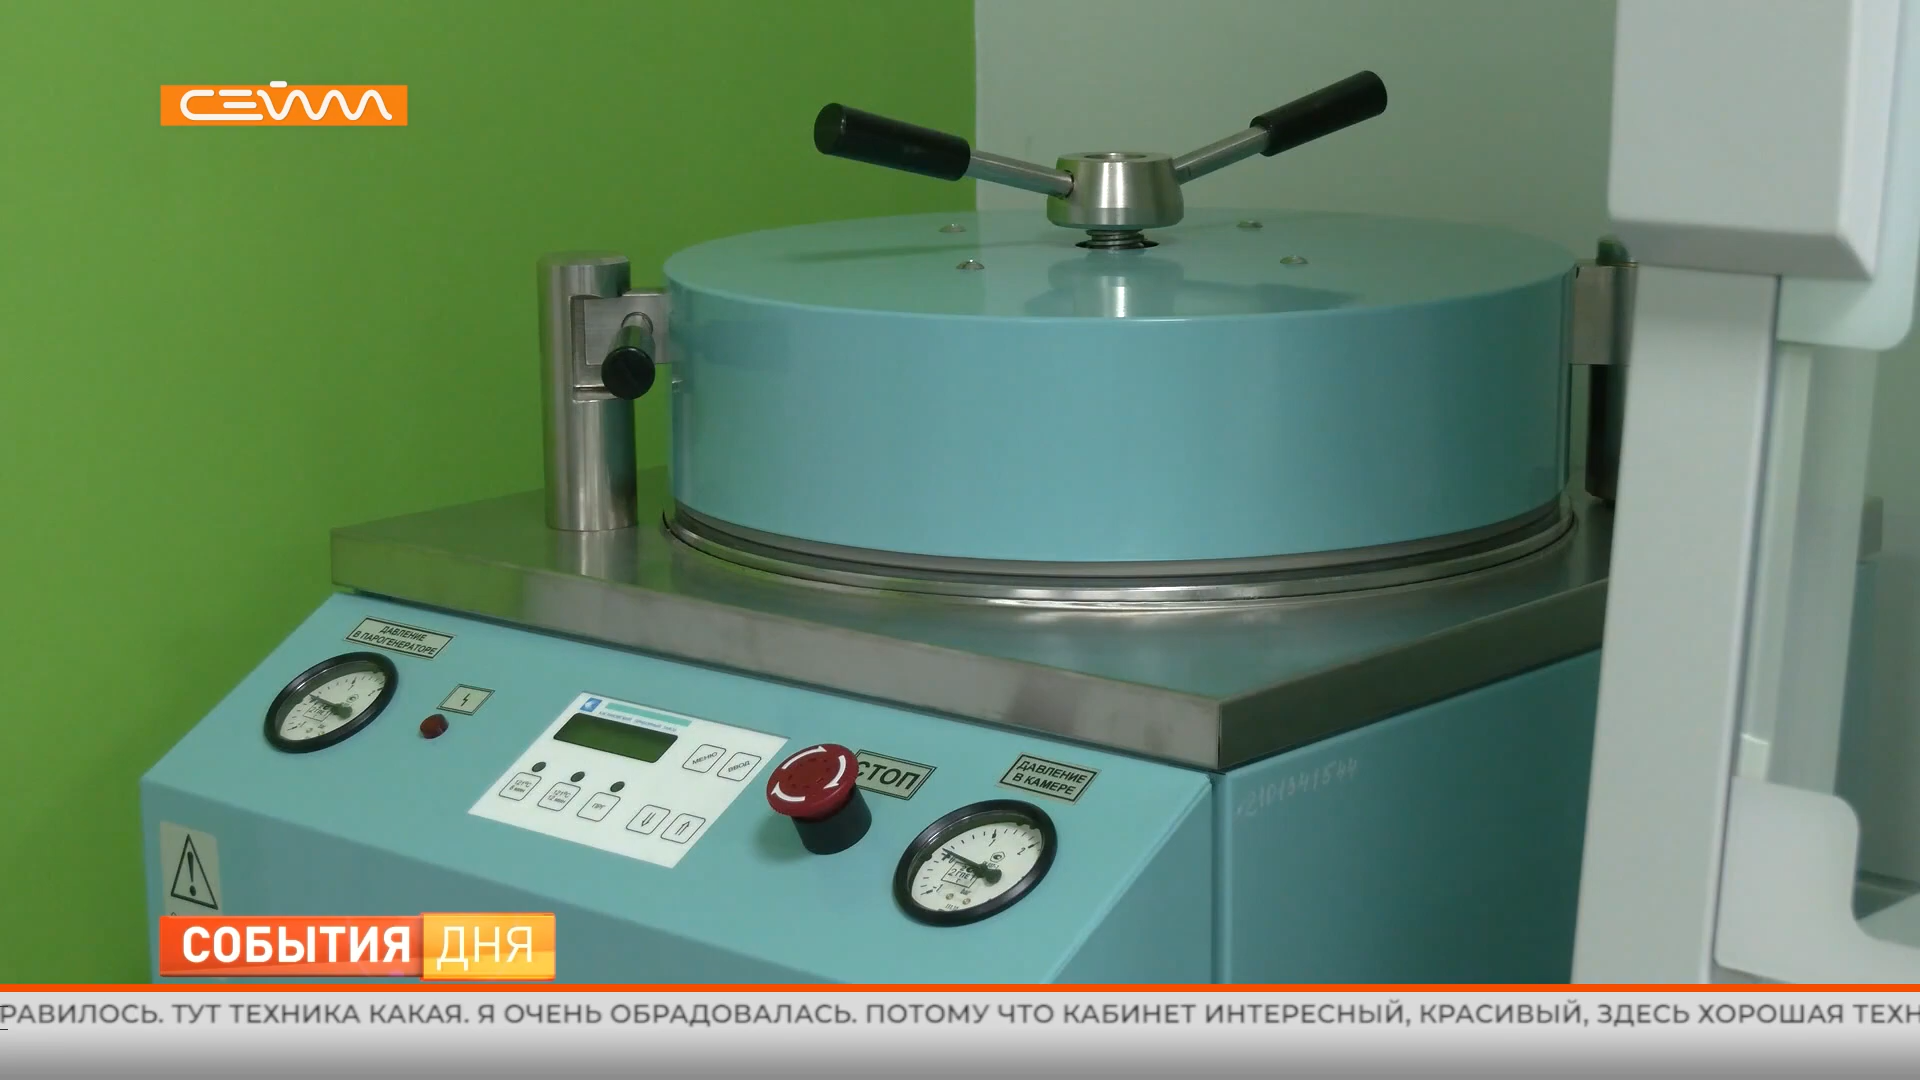 СЕЙМ
ДАВЛЕНИЕ
В ПАРОГЕНЕРАТОРЕ
МЕНЮ
ВВОД
СТОП
ДАВЛЕНИЕ
В КАМЕРЕ
СОБЫТИЯ ДНЯ
РАВИЛОСЬ. ТУТ ТЕХНИКА КАКАЯ. Я ОЧЕНЬ ОБРАДОВАЛАСЬ. ПОТОМУ ЧТО КАБИНЕТ ИНТЕРЕСНЫЙ, КРАСИВЫЙ, ЗДЕСЬ ХОРОШАЯ ТЕХН